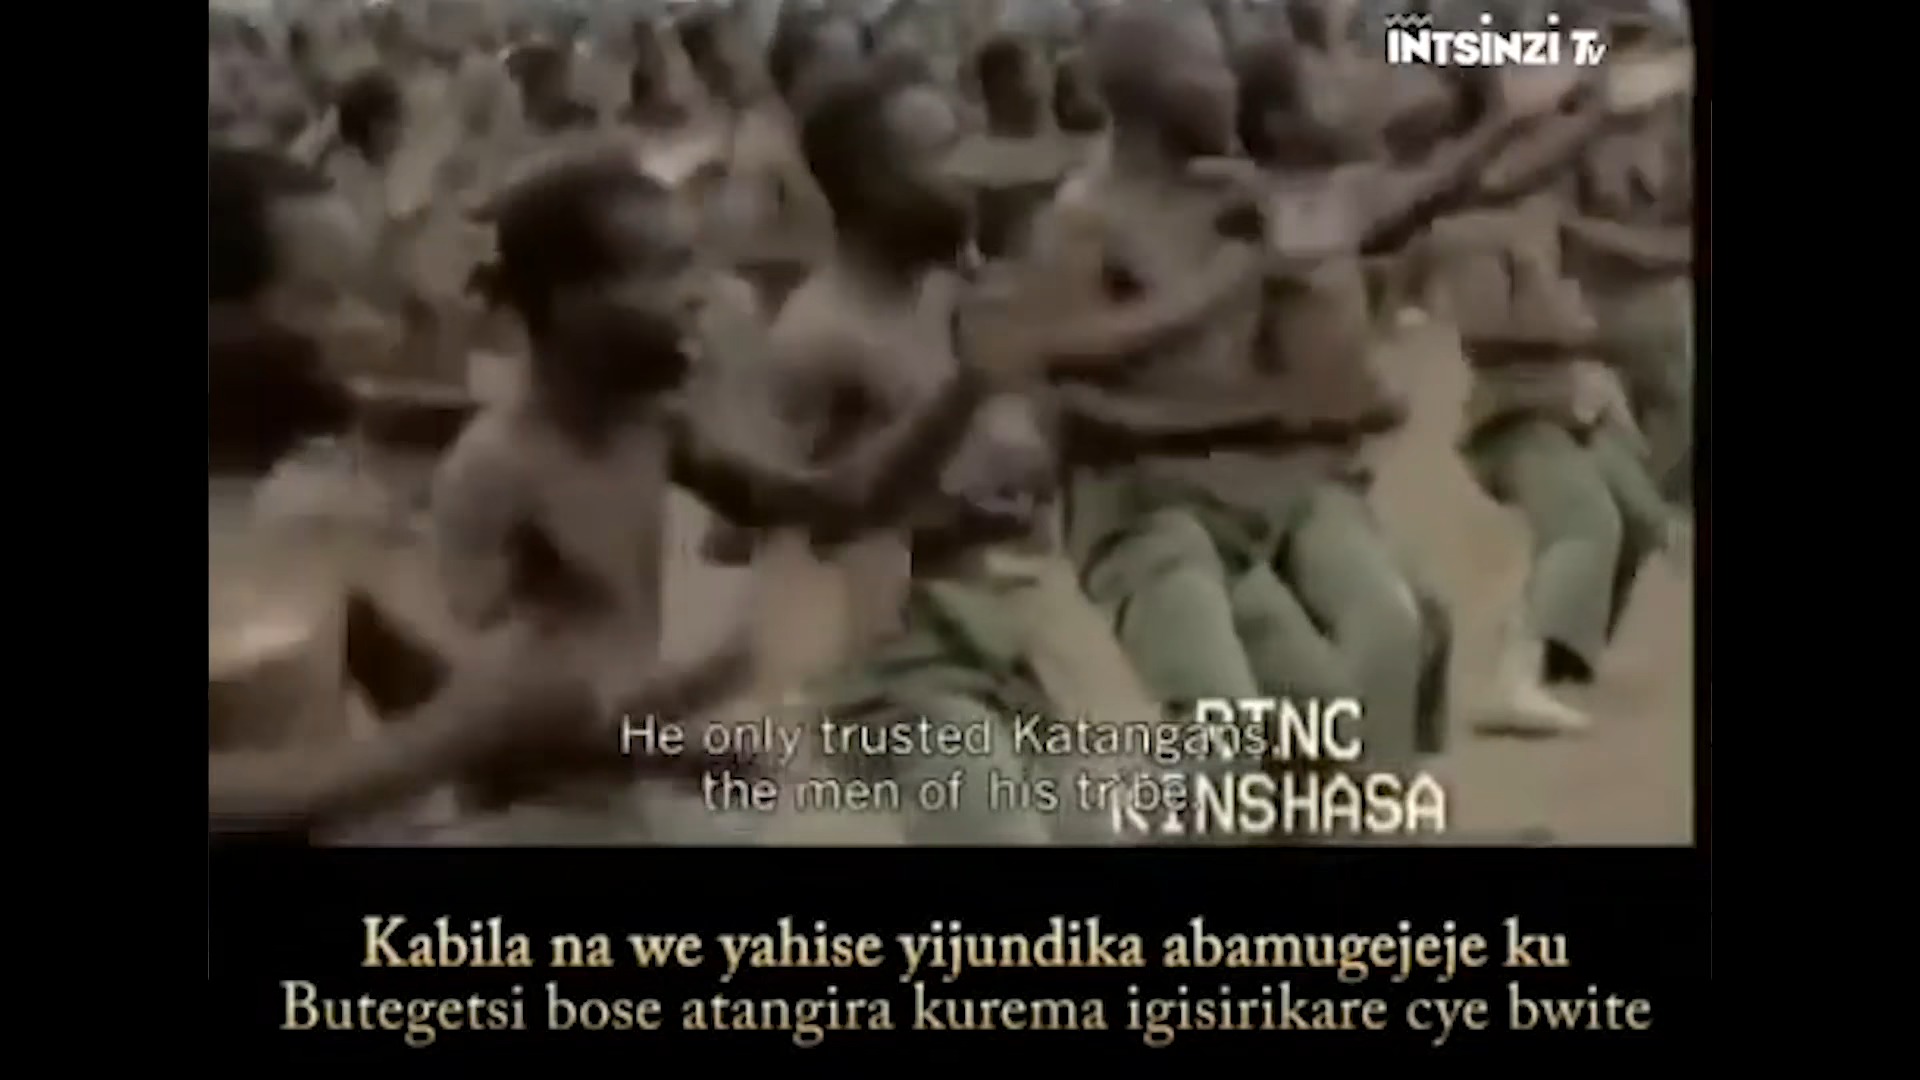 INTSINZI Tv
He only trusted Katangans.
the men of his tribe.
RTNC
KINSHASA
Kabila na we yahise yijundika abamugejeje ku
Butegetsi bose atangira kurema igisirikare cye bwite